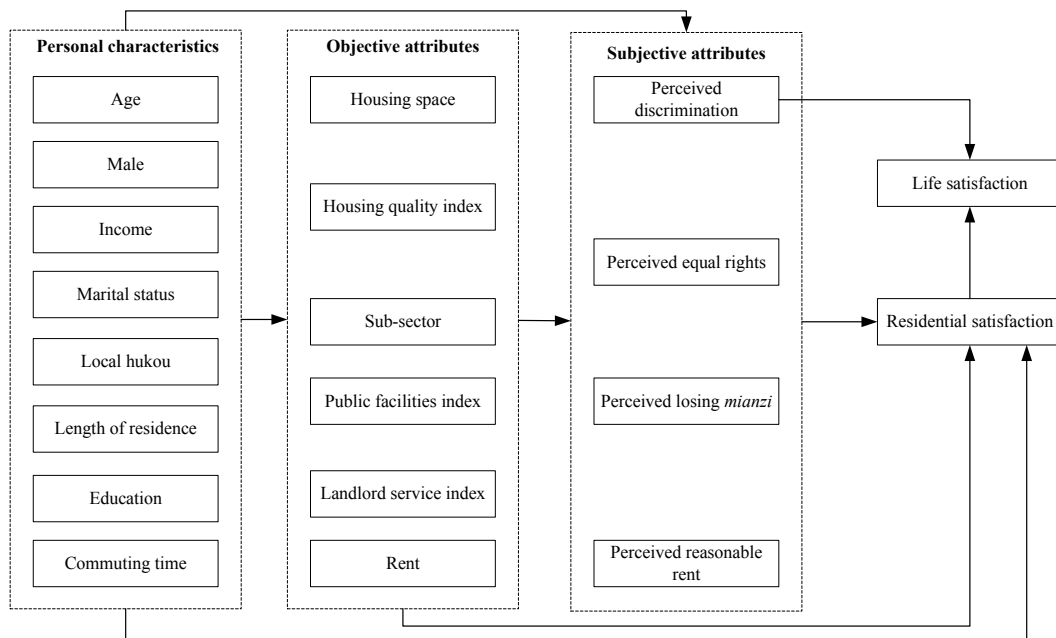 Personal characteristics
Age
Male
Income
Marital status
Local hukou
Length of residence
Education
Commuting time
Objective attributes
Housing space
Housing quality index
Sub-sector
Public facilities index
Landlord service index
Rent
Subjective attributes
Perceived
discrimination
Perceived equal rights
Perceived losing mianzi
Perceived reasonable
rent
Life satisfaction
Residential satisfaction